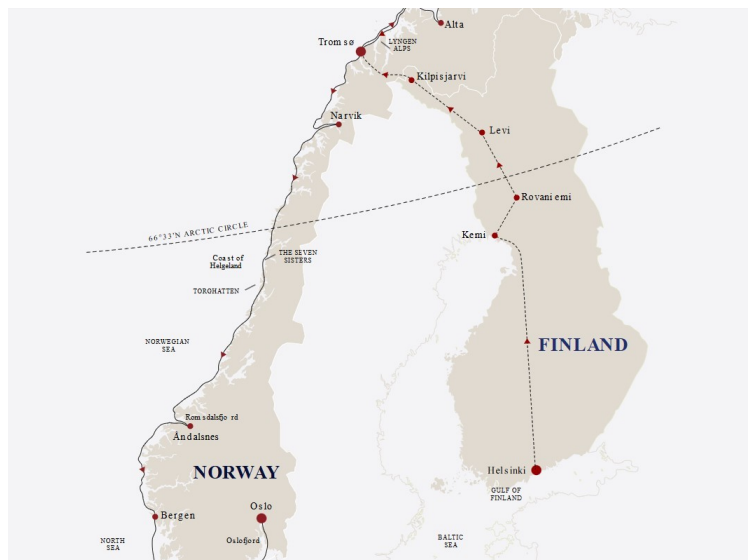 Alta
Tromsø
LYNGEN
ALPS
Kilpisjarvi
Narvik
Levi
Rovaniemi
66°33'N ARCTIC CIRCLE
Kemi
THE SEVEN
SISTERS
Coast of
Helgeland
TOROHATTEN
NORWEGIAN
SEA
FINLAND
Romsdalsfjord
Åndalsnes
NORWAY
Helsinki
GULF OF
FINLAND
Oslo
Bergen
NORTH
SEA
Oslofjord
BALTIC
SEA